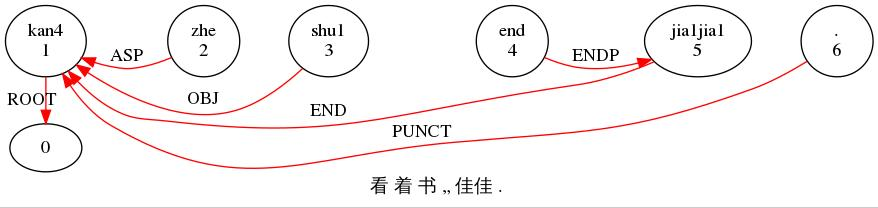 kan4 zhe shu1 end jia1jia1 .
1 2 3 4 5 6
ASP ENDP
ROOT OBJ
END
PUNCT
0
看 着 书 ,, 佳佳 .